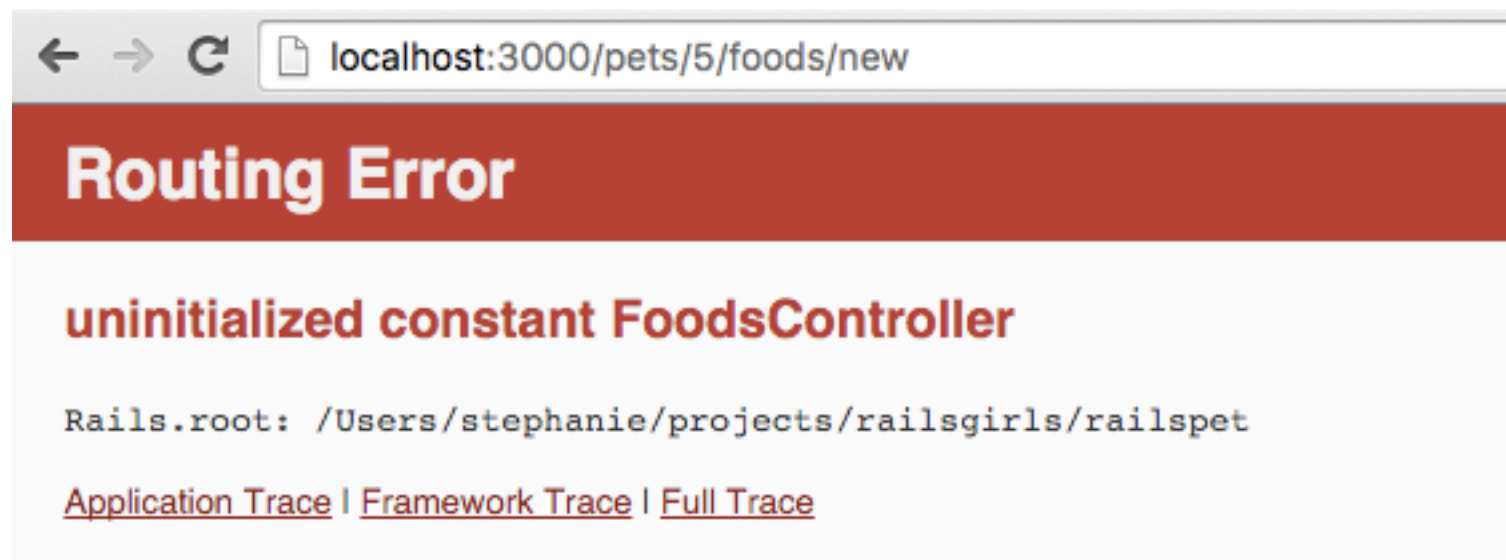 localhost:3000/pets/5/foods/new
Routing Error
uninitialized constant FoodsController
Rails.root: /Users/stephanie/projects/railsgirls/railspet
Application Trace | Framework Trace | Full Trace